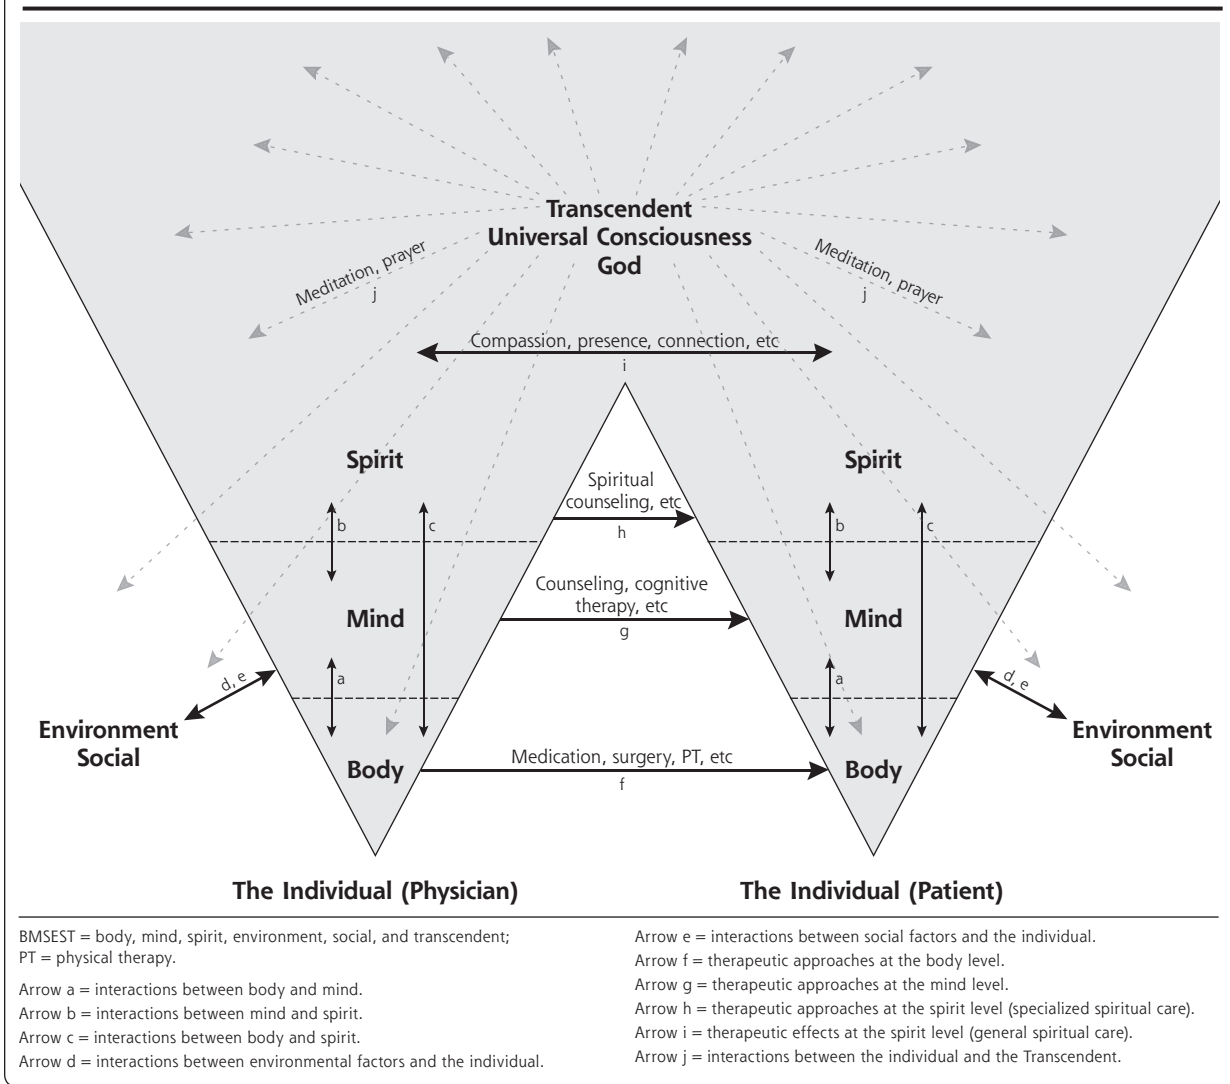 Transcendent
Universal Consciousness
God
Meditation, prayer
j
Meditation, prayer
j
Compassion, presence, connection, etc
i
Spirit
Spirit
Spiritual
counseling, etc
h
b
c
b
c
Counseling, cognitive
therapy, etc
g
Mind
Mind
a
a
d, e
d, e
Environment
Social
Environment
Social
Medication, surgery, PT, etc
f
Body
Body
The Individual (Physician)
The Individual (Patient)
BMSEST = body, mind, spirit, environment, social, and transcendent;
PT = physical therapy.
Arrow a = interactions between body and mind.
Arrow b = interactions between mind and spirit.
Arrow c = interactions between body and spirit.
Arrow d = interactions between environmental factors and the individual.
Arrow e = interactions between social factors and the individual.
Arrow f = therapeutic approaches at the body level.
Arrow g = therapeutic approaches at the mind level.
Arrow h = therapeutic approaches at the spirit level (specialized spiritual care).
Arrow i = therapeutic effects at the spirit level (general spiritual care).
Arrow j = interactions between the individual and the Transcendent.